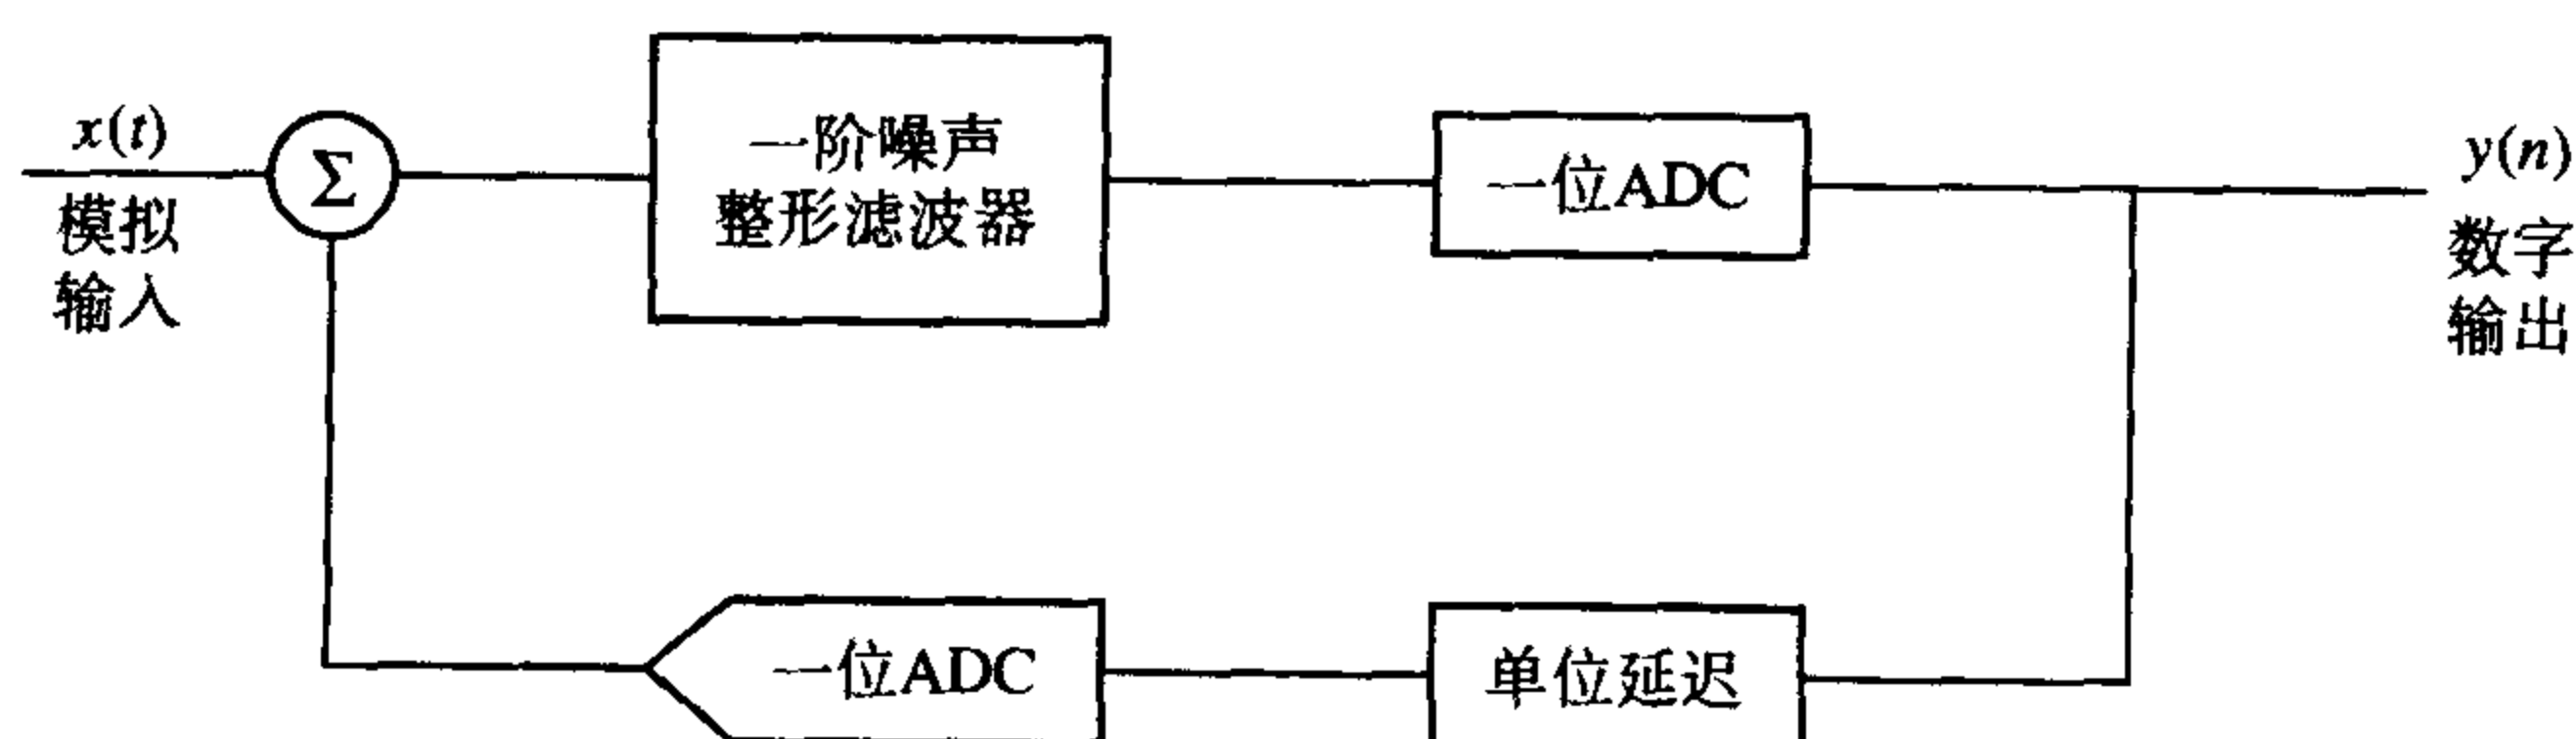 x(t)
模拟
输入
Σ
一阶噪声
整形滤波器
一位ADC
y(n)
数字
输出
一位ADC
单位延迟